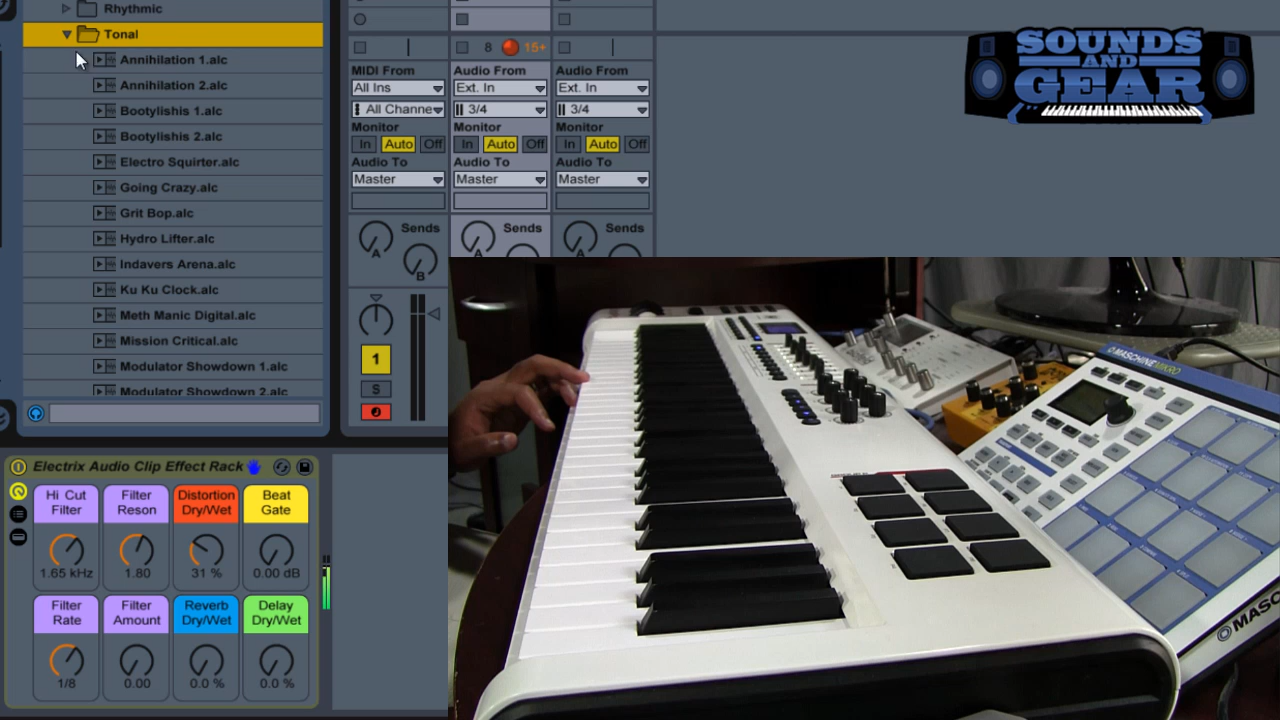 Rhythmic
Tonal
Annihilation 1.alc
Annihilation 2.alc
Bootylishis 1.alc
Bootylishis 2.alc
Electro Squirter.alc
Going Crazy.alc
Grit Bop.alc
Hydro Lifter.alc
Indavers Arena.alc
Ku Ku Clock.alc
Meth Manic Digital.alc
Mission Critical.alc
Modulator Showdown 1.alc
Modulator Showdown 2.alc
8 15+
MIDI From Audio From Audio From
All Ins Ext. In Ext. In
All Channe 3/4 3/4
Monitor Monitor Monitor
In Auto Off In Auto Off In Auto Off
Audio To Audio To Audio To
Master Master Master
Sends Sends Sends
A B A A
1
S
SOUNDS
AND
GEAR
Electrix Audio Clip Effect Rack
Hi Cut Filter Distortion Beat
Filter Reson Dry/Wet Gate
1.65 kHz 1.80 31 % 0.00 dB
Filter Filter Reverb Delay
Rate Amount Dry/Wet Dry/Wet
1/8 0.00 0.0 % 0.0 %
MASCHINE MIKRO
MASC